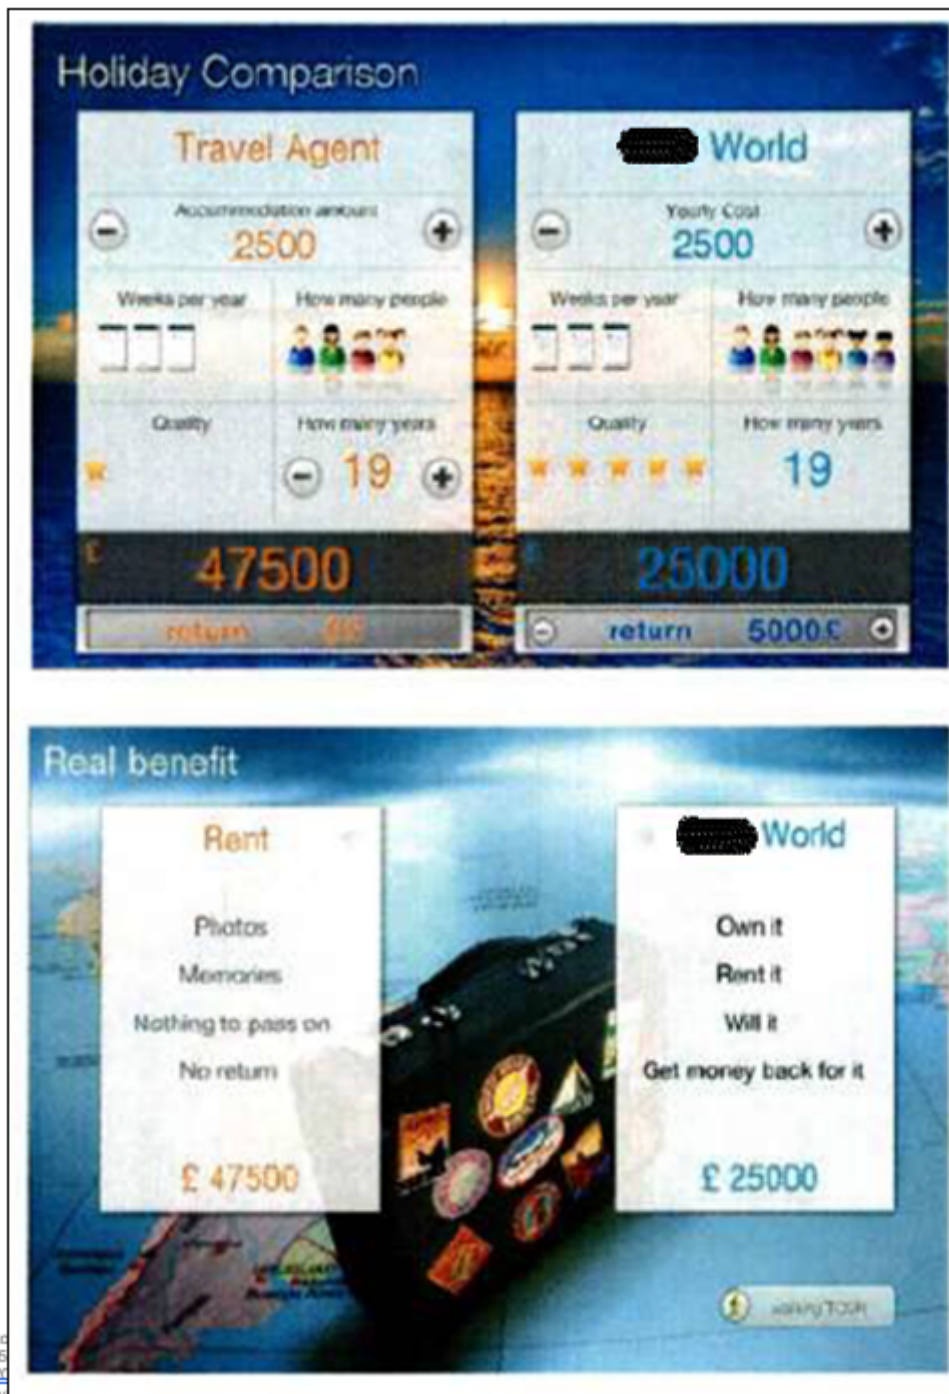 Holiday Comparison
Travel Agent
Accommodation amount
2500
Weeks per year How many people
Quality How many years
19
£ 47500
return
World
Yearly Cost
2500
Weeks per year How many people
Quality How many years
19
£ 25000
return 5000£
Real benefit
Rent
Photos
Memories
Nothing to pass on
No return
£ 47500
World
Own it
Rent it
Will it
Get money back for it
£ 25000
walking TOUR